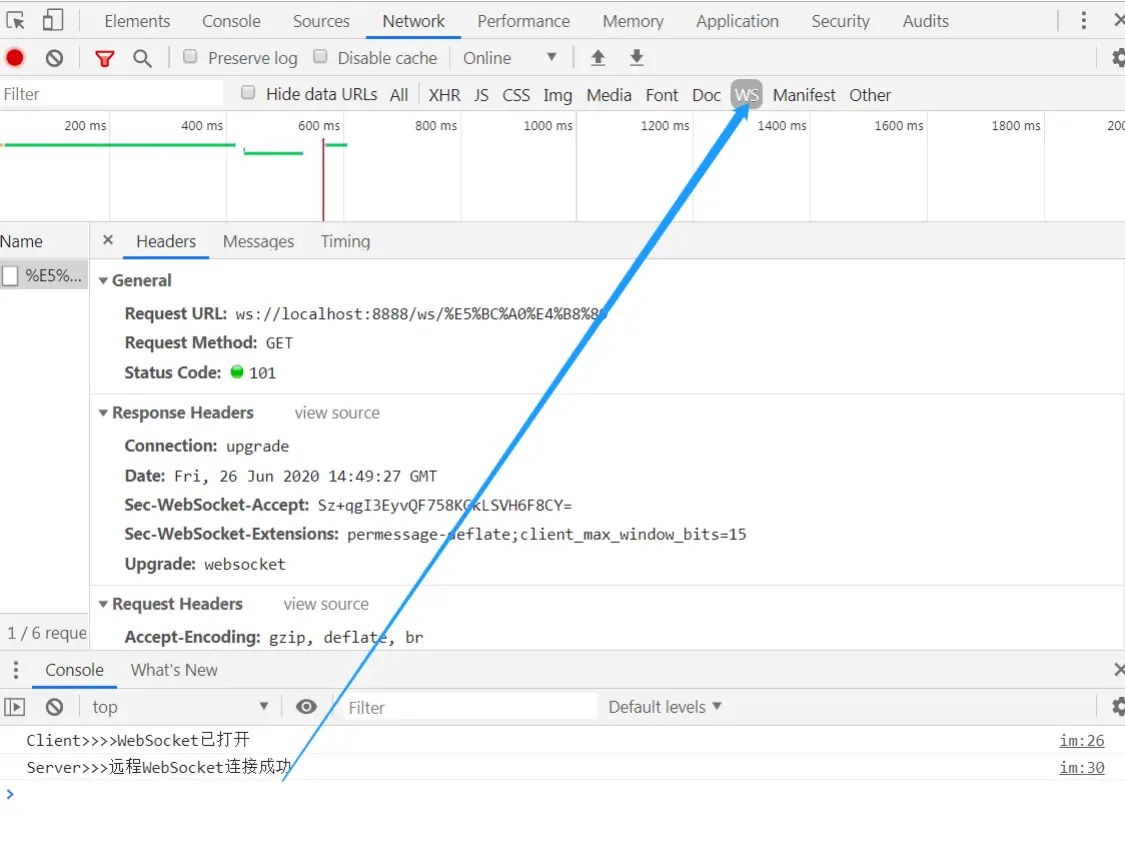 Elements Console Sources Network Performance Memory Application Security Audits
Preserve log Disable cache Online
Filter Hide data URLs All XHR JS CSS Img Media Font Doc WS Manifest Other
200 ms 400 ms 600 ms 800 ms 1000 ms 1200 ms 1400 ms 1600 ms 1800 ms
Name × Headers Messages Timing
%E5%...
General
Request URL: ws://localhost:8888/ws/%E5%BC%A0%E4%B8%8
Request Method: GET
Status Code: 101
Response Headers view source
Connection: upgrade
Date: Fri, 26 Jun 2020 14:49:27 GMT
Sec-WebSocket-Accept:
Sec-WebSocket-Extensions: permessage-deflate;client_max_window_bits=15
Upgrade: websocket
Request Headers view source
1 / 6 reque
Accept-Encoding: gzip, deflate, br
Console What's New
top Filter Default levels
Client>>>>WebSocket已打开 im:26
Server>>>远程WebSocket连接成功 im:30